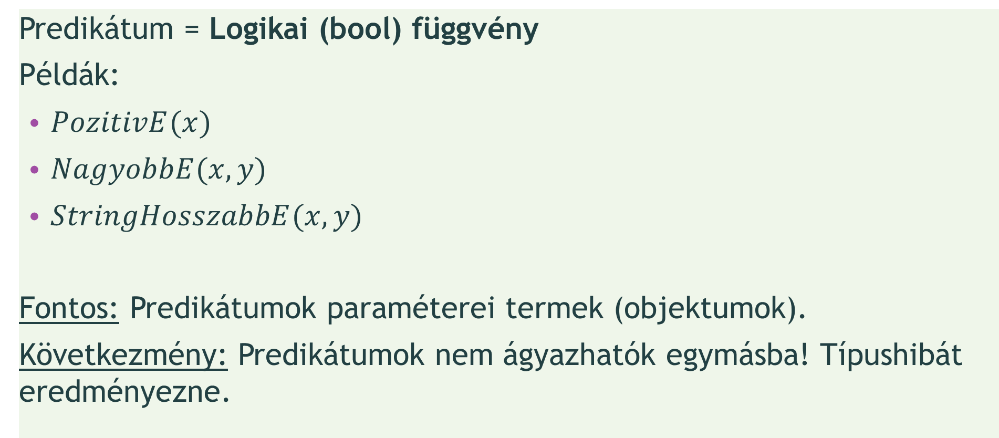 Predikátum = Logikai (bool) függvény
Példák:
• PozitivE(x)
• NagyobbE(x, y)
• StringHosszabbE(x, y)
Fontos: Predikátumok paraméterei termek (objektumok).
Következmény: Predikátumok nem ágyazhatók egymásba! Típushibát
eredményezne.